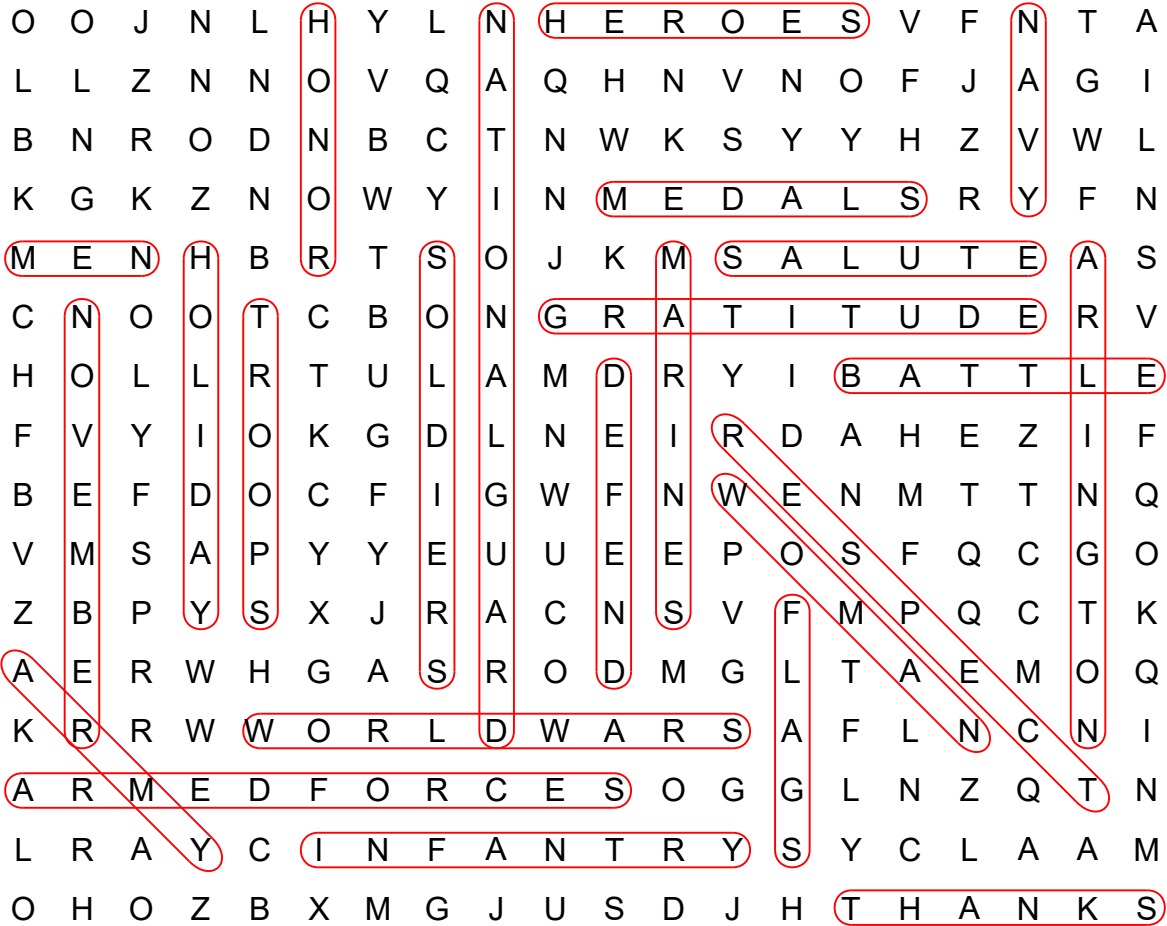 O O J N L H Y L N H E R O E S V F N T A
L L Z N N O V Q A Q H N V N O F J A G I
B N R O D N B C T N W K S Y Y H Z V W L
K G K Z N O W Y I N M E D A L S R Y F N
M E N H B R T S O J K M S A L U T E A S
C N O O T C B O N G R A T I T U D E R V
H O L L R T U L A M D R Y I B A T T L E
F V Y I O K G D L N E I R D A H E Z I F
B E F D O C F I G W F N W E N M T T N Q
V M S A P Y Y E U U E E P O S F Q C G O
Z B P Y S X J R A C N S V F M P Q C T K
A E R W H G A S R O D M G L T A E M O Q
K R R W W O R L D W A R S A F L N C N I
A R M E D F O R C E S O G G L N Z Q T N
L R A Y C I N F A N T R Y S Y C L A A M
O H O Z B X M G J U S D J H T H A N K S